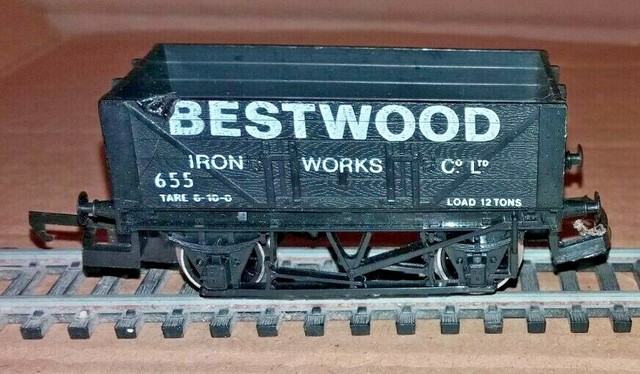 BESTWOOD
IRON WORKS Cº. Lᵀᴰ
655
TARE 6-10-0
LOAD 12 TONS